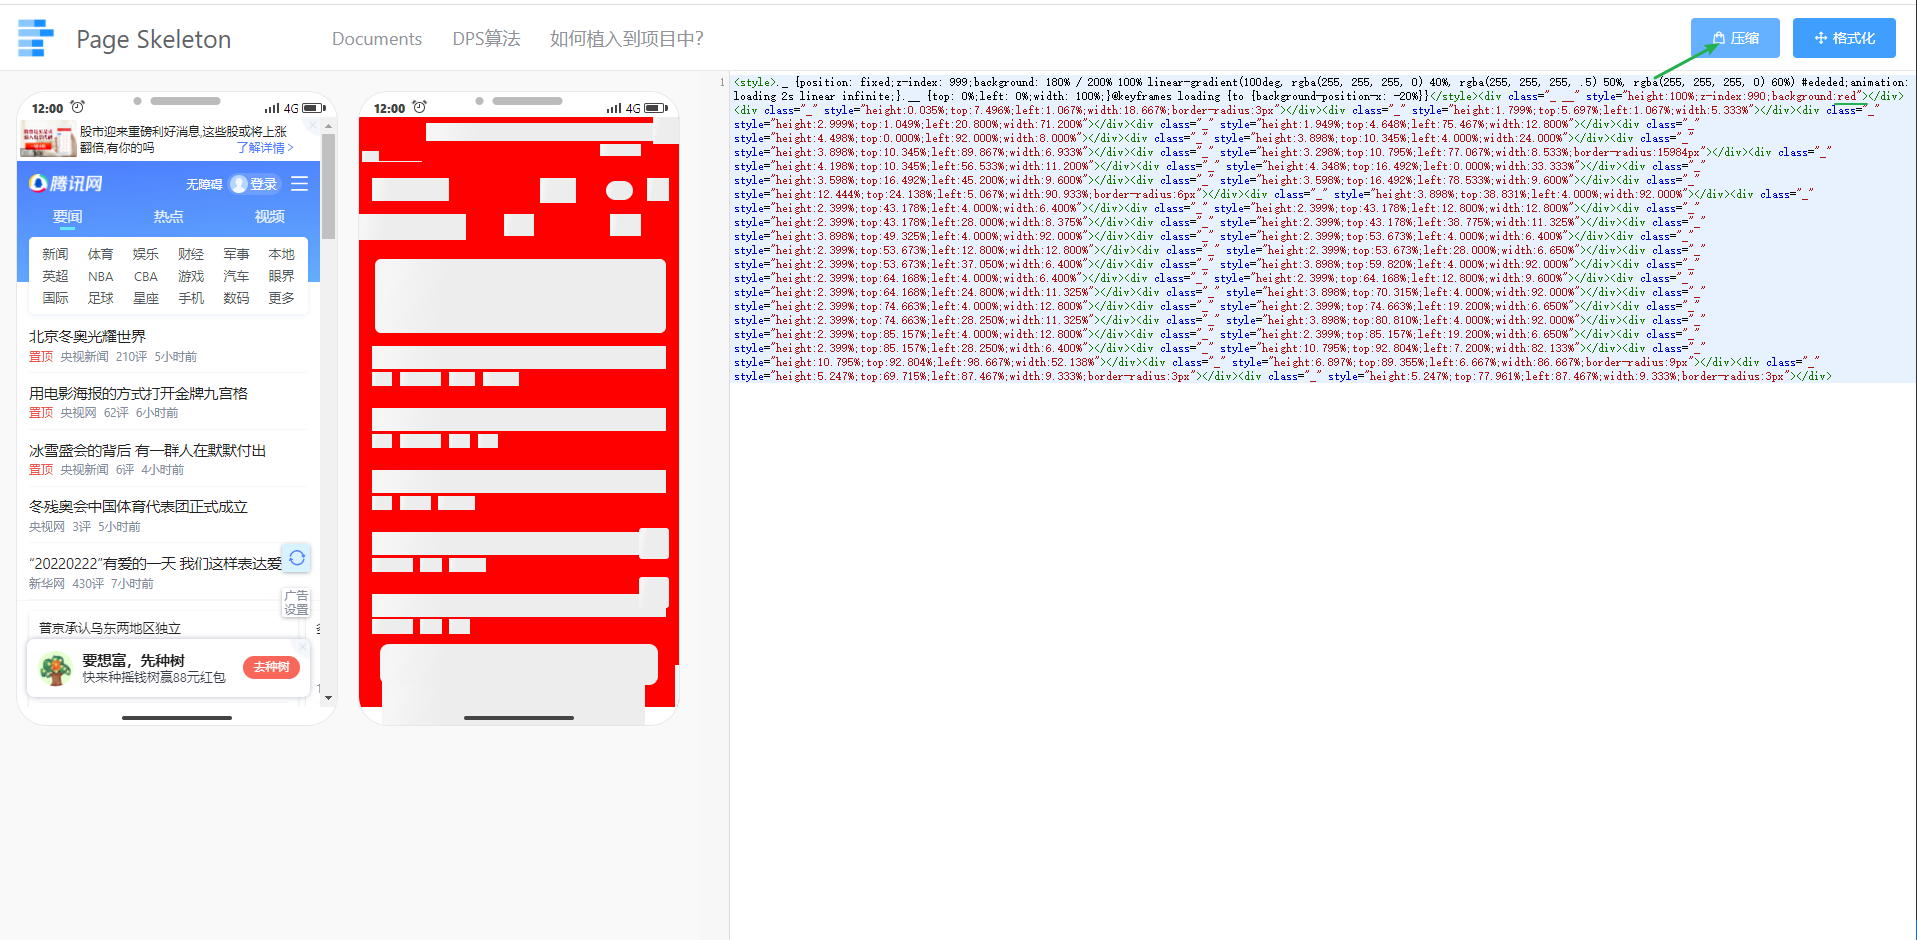 Page Skeleton
Documents
DPS算法
如何植入到项目中?
压缩
格式化
12:00
4G
股市迎来重磅利好消息,这些股或将上张
翻倍,有你的吗
了解详情 >
腾讯网
无障碍
登录
要闻
热点
视频
新闻 体育 娱乐 财经 军事 本地
英超 NBA CBA 游戏 汽车 眼界
国际 足球 星座 手机 数码 更多
北京冬奥光耀世界
置顶 央视新闻 210评 5小时前
用电影海报的方式打开金牌九宫格
置顶 央视网 62评 6小时前
冰雪盛会的背后 有一群人在默默付出
置顶 央视新闻 6评 4小时前
冬残奥会中国体育代表团正式成立
央视网 3评 5小时前
“20220222”有爱的一天 我们这样表达爱
新华网 430评 7小时前
广告
设置
普京承认乌东两地区独立
要想富，先种树
快来种摇钱树赢88元红包
去种树
12:00
4G
1
<style>._ {position: fixed;z-index: 999;background: 180% / 200% 100% linear-gradient(100deg, rgba(255, 255, 255, 0) 40%, rgba(255, 255, 255, .5) 50%, rgba(255, 255, 255, 0) 60%) #ededed;animation:
loading 2s linear infinite;}.__ {top: 0%;left: 0%;width: 100%;}@keyframes loading {to {background-position-x: -20%}}</style><div class="_ __" style="height:100%;z-index:990;background:red"></div>
<div class="_" style="height:0.035%;top:7.496%;left:1.067%;width:18.667%;border-radius:3px"></div><div class="_" style="height:1.799%;top:5.697%;left:1.067%;width:5.333%"></div><div class="_"
style="height:2.999%;top:1.049%;left:20.800%;width:71.200%"></div><div class="_" style="height:1.949%;top:4.648%;left:75.467%;width:12.800%"></div><div class="_"
style="height:4.498%;top:0.000%;left:92.000%;width:8.000%"></div><div class="_" style="height:3.898%;top:10.345%;left:4.000%;width:24.000%"></div><div class="_"
style="height:3.898%;top:10.345%;left:89.867%;width:6.933%"></div><div class="_" style="height:3.298%;top:10.795%;left:77.067%;width:8.533%;border-radius:15984px"></div><div class="_"
style="height:4.198%;top:10.345%;left:56.533%;width:11.200%"></div><div class="_" style="height:4.348%;top:16.492%;left:0.000%;width:33.333%"></div><div class="_"
style="height:3.598%;top:16.492%;left:45.200%;width:9.600%"></div><div class="_" style="height:3.598%;top:16.492%;left:78.533%;width:9.600%"></div><div class="_"
style="height:12.444%;top:24.138%;left:5.067%;width:90.933%;border-radius:6px"></div><div class="_" style="height:3.898%;top:38.831%;left:4.000%;width:92.000%"></div><div class="_"
style="height:2.399%;top:43.178%;left:4.000%;width:6.400%"></div><div class="_" style="height:2.399%;top:43.178%;left:12.800%;width:12.800%"></div><div class="_"
style="height:2.399%;top:43.178%;left:28.000%;width:8.375%"></div><div class="_" style="height:2.399%;top:43.178%;left:38.775%;width:11.325%"></div><div class="_"
style="height:3.898%;top:49.325%;left:4.000%;width:92.000%"></div><div class="_" style="height:2.399%;top:53.673%;left:4.000%;width:6.400%"></div><div class="_"
style="height:2.399%;top:53.673%;left:12.800%;width:12.800%"></div><div class="_" style="height:2.399%;top:53.673%;left:28.000%;width:6.650%"></div><div class="_"
style="height:2.399%;top:53.673%;left:37.050%;width:6.400%"></div><div class="_" style="height:3.898%;top:59.820%;left:4.000%;width:92.000%"></div><div class="_"
style="height:2.399%;top:64.168%;left:4.000%;width:6.400%"></div><div class="_" style="height:2.399%;top:64.168%;left:12.800%;width:9.600%"></div><div class="_"
style="height:2.399%;top:64.168%;left:24.800%;width:11.325%"></div><div class="_" style="height:3.898%;top:70.315%;left:4.000%;width:92.000%"></div><div class="_"
style="height:2.399%;top:74.663%;left:4.000%;width:12.800%"></div><div class="_" style="height:2.399%;top:74.663%;left:19.200%;width:6.650%"></div><div class="_"
style="height:2.399%;top:74.663%;left:28.250%;width:11.325%"></div><div class="_" style="height:3.898%;top:80.810%;left:4.000%;width:92.000%"></div><div class="_"
style="height:2.399%;top:85.157%;left:4.000%;width:12.800%"></div><div class="_" style="height:2.399%;top:85.157%;left:19.200%;width:6.650%"></div><div class="_"
style="height:2.399%;top:85.157%;left:28.250%;width:6.400%"></div><div class="_" style="height:10.795%;top:92.804%;left:7.200%;width:82.133%"></div><div class="_"
style="height:10.795%;top:92.804%;left:98.667%;width:52.138%"></div><div class="_" style="height:6.897%;top:89.355%;left:6.667%;width:86.667%;border-radius:9px"></div><div class="_"
style="height:5.247%;top:69.715%;left:87.467%;width:9.333%;border-radius:3px"></div><div class="_" style="height:5.247%;top:77.961%;left:87.467%;width:9.333%;border-radius:3px"></div>